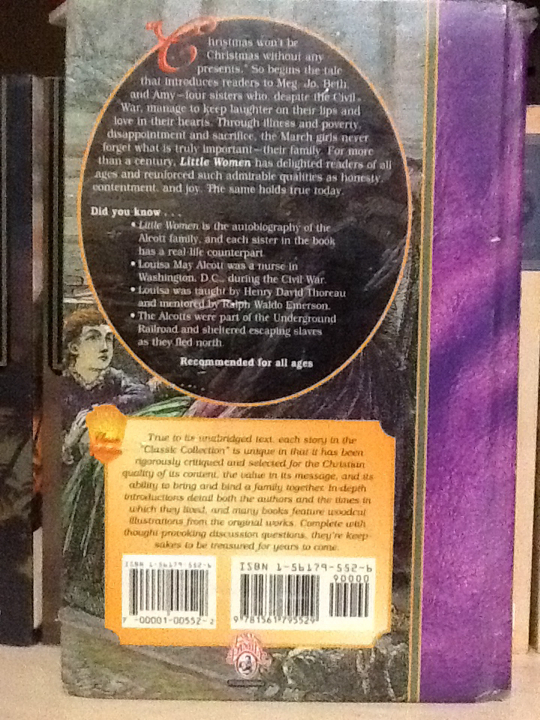 "Christmas won't be
Christmas without any
presents." So begins the tale
that introduces readers to Meg, Jo, Beth,
and Amy—four sisters who, despite the Civil
War, manage to keep laughter on their lips and
love in their hearts. Through illness and poverty,
disappointment and sacrifice, the March girls never
forget what is truly important—their family. For more
than a century, Little Women has delighted readers of all
ages and reinforced such admirable qualities as honesty,
contentment, and joy. The same holds true today.
Did you know . . .
• Little Women is the autobiography of the
Alcott family, and each sister in the book
has a real-life counterpart.
• Louisa May Alcott was a nurse in
Washington, D.C., during the Civil War.
• Louisa was taught by Henry David Thoreau
and mentored by Ralph Waldo Emerson.
• The Alcotts were part of the Underground
Railroad and sheltered escaping slaves
as they fled north.
Recommended for all ages
True to its unabridged text, each story in the
"Classic Collection" is unique in that it has been
rigorously critiqued and selected for the Christian
quality of its content, the value in its message, and its
ability to bring and bind a family together. In-depth
introductions detail both the authors and the times in
which they lived, and many books feature woodcut
illustrations from the original works. Complete with
thought-provoking discussion questions, they're keep-
sakes to be treasured for years to come.
ISBN 1-56179-552-6
7 00001-00552 2
ISBN 1-56179-552-6
90000
9 781561 795529